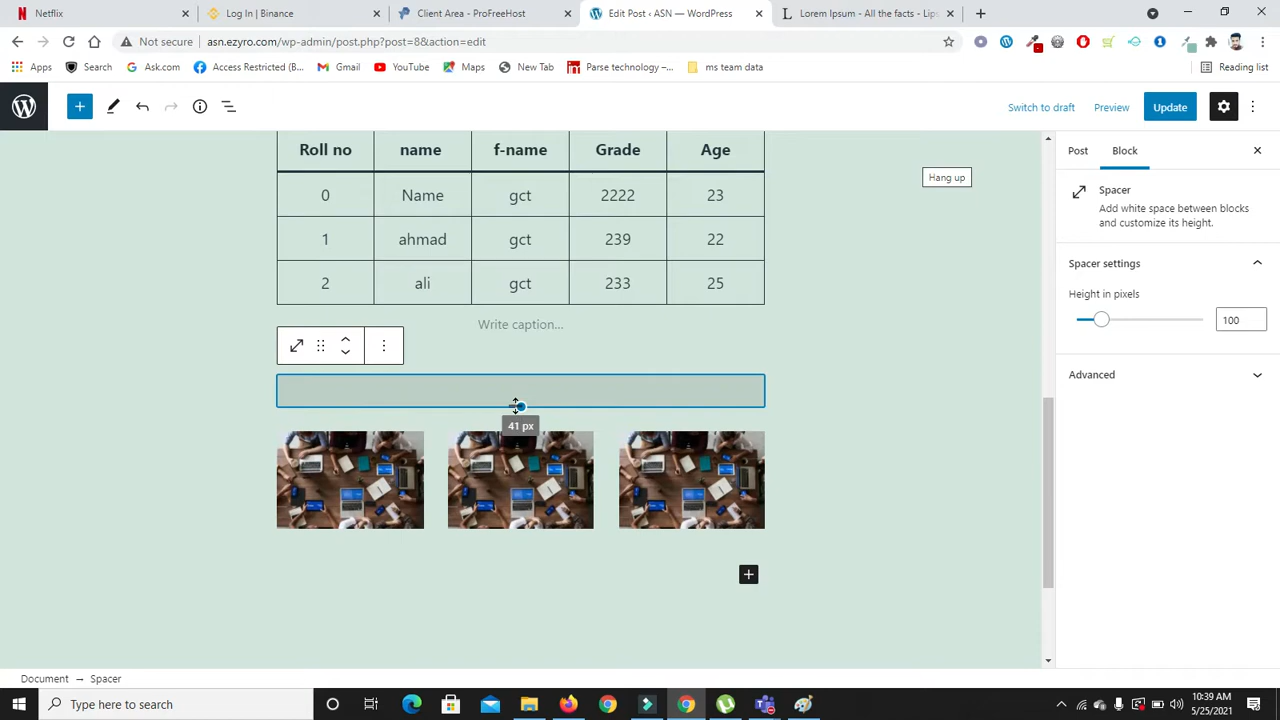 Netflix
Log In | Binance
Client Area - ProFreeHost
Edit Post ‹ ASN — WordPress
Lorem Ipsum - All the facts - Lips
Not secure
asn.ezyro.com/wp-admin/post.php?post=8&action=edit
Apps
Search
Ask.com
Access Restricted (B...
Gmail
YouTube
Maps
New Tab
Parse technology –...
ms team data
Reading list
Switch to draft
Preview
Update
Roll no
name
f-name
Grade
Age
0
Name
gct
2222
23
1
ahmad
gct
239
22
2
ali
gct
233
25
Write caption...
41 px
Hang up
Post
Block
Spacer
Add white space between blocks
and customize its height.
Spacer settings
Height in pixels
100
Advanced
Document → Spacer
Type here to search
10:39 AM
5/25/2021